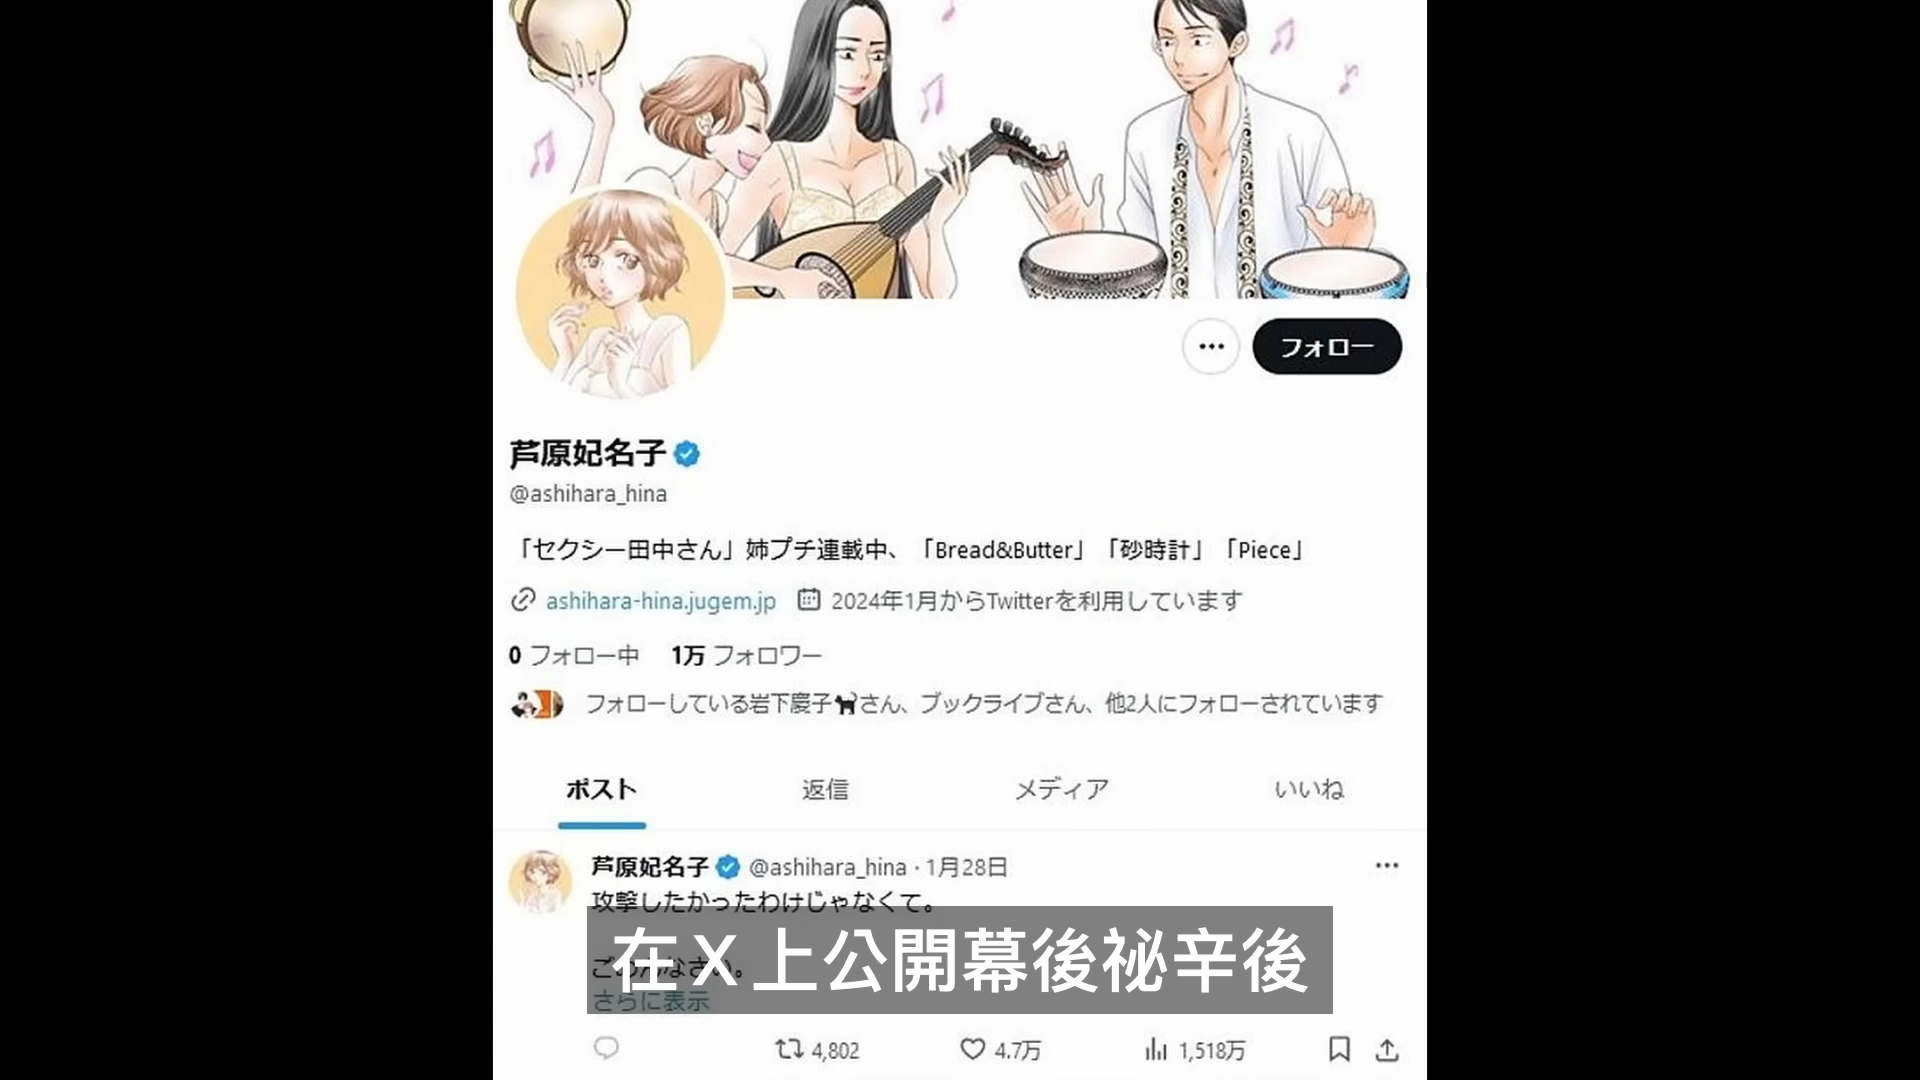 フォロー
芦原妃名子
@ashihara_hina
「セクシー田中さん」姉プチ連載中、「Bread&Butter」「砂時計」「Piece」
ashihara-hina.jugem.jp 2024年1月からTwitterを利用しています
0 フォロー中 1万 フォロワー
フォローしている岩下慶子🐈‍⬛さん、ブックライブさん、他2人にフォローされています
ポスト 返信 メディア いいね
芦原妃名子 @ashihara_hina · 1月28日
攻撃したかったわけじゃなくて。
ごめんなさい。
さらに表示
在X上公開幕後祕辛後
4,802 4.7万 1,518万